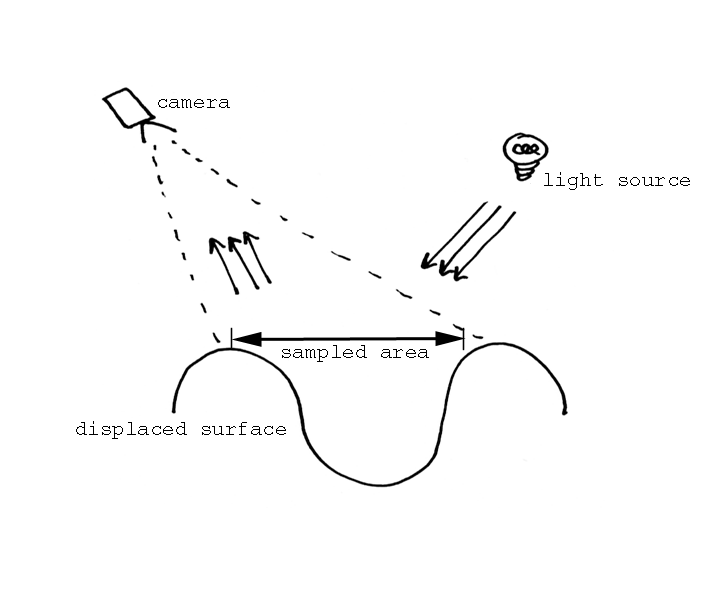 camera
light source
sampled area
displaced surface